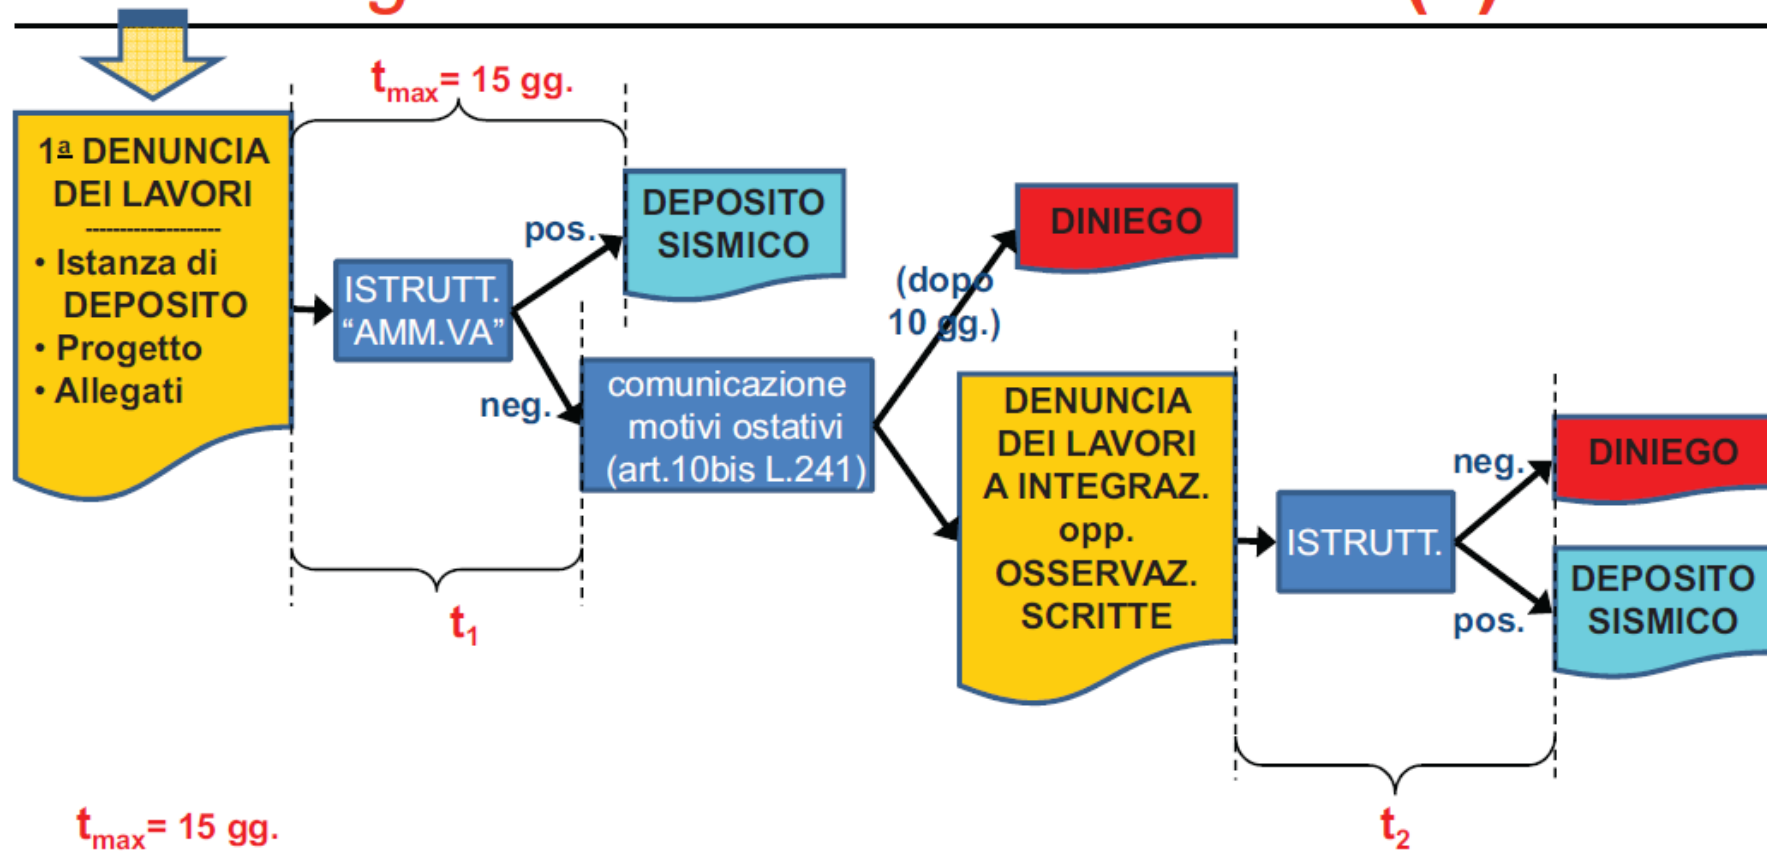 t max = 15 gg.
1ª DENUNCIA
DEI LAVORI
-------------------
• Istanza di
DEPOSITO
• Progetto
• Allegati
ISTRUTT.
“AMM.VA”
pos.
neg.
DEPOSITO
SISMICO
comunicazione
motivi ostativi
(art.10bis L.241)
t1
(dopo
10 gg.)
DINIEGO
DENUNCIA
DEI LAVORI
A INTEGRAZ.
opp.
OSSERVAZ.
SCRITTE
ISTRUTT.
neg.
pos.
DINIEGO
DEPOSITO
SISMICO
t2
t max = 15 gg.